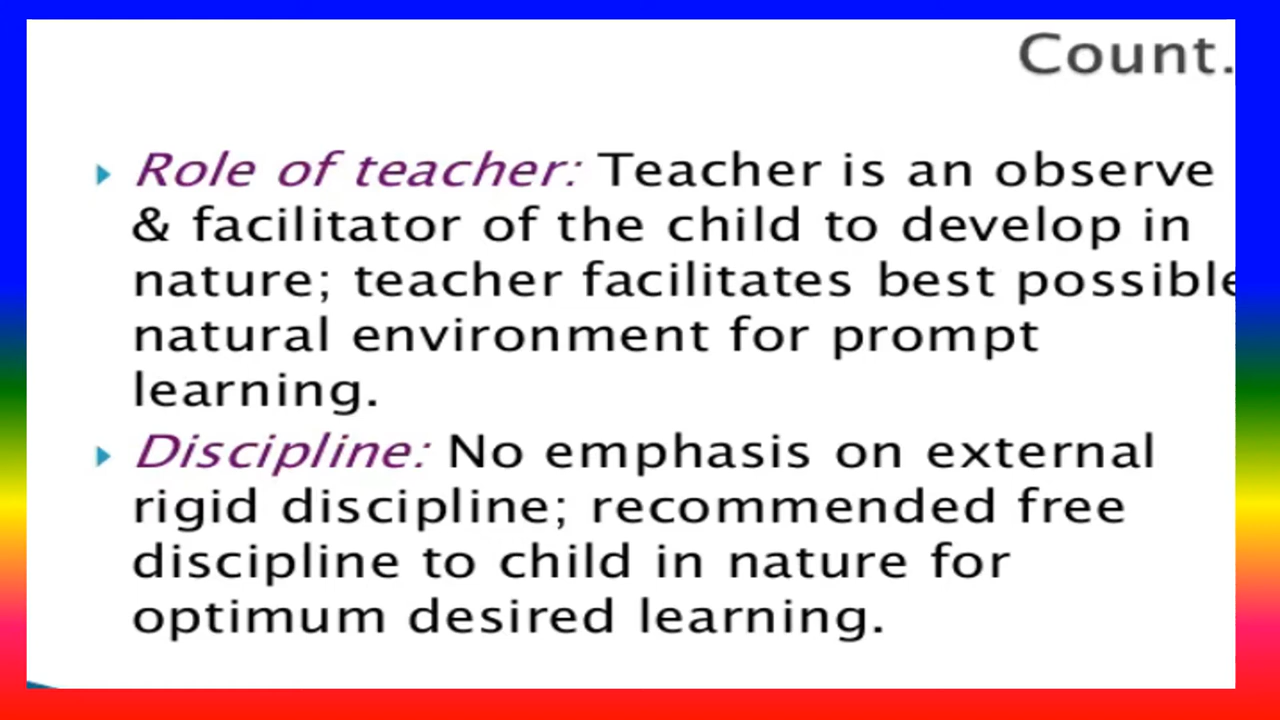 Count.
Role of teacher: Teacher is an observe
& facilitator of the child to develop in
nature; teacher facilitates best possible
natural environment for prompt
learning.
Discipline: No emphasis on external
rigid discipline; recommended free
discipline to child in nature for
optimum desired learning.